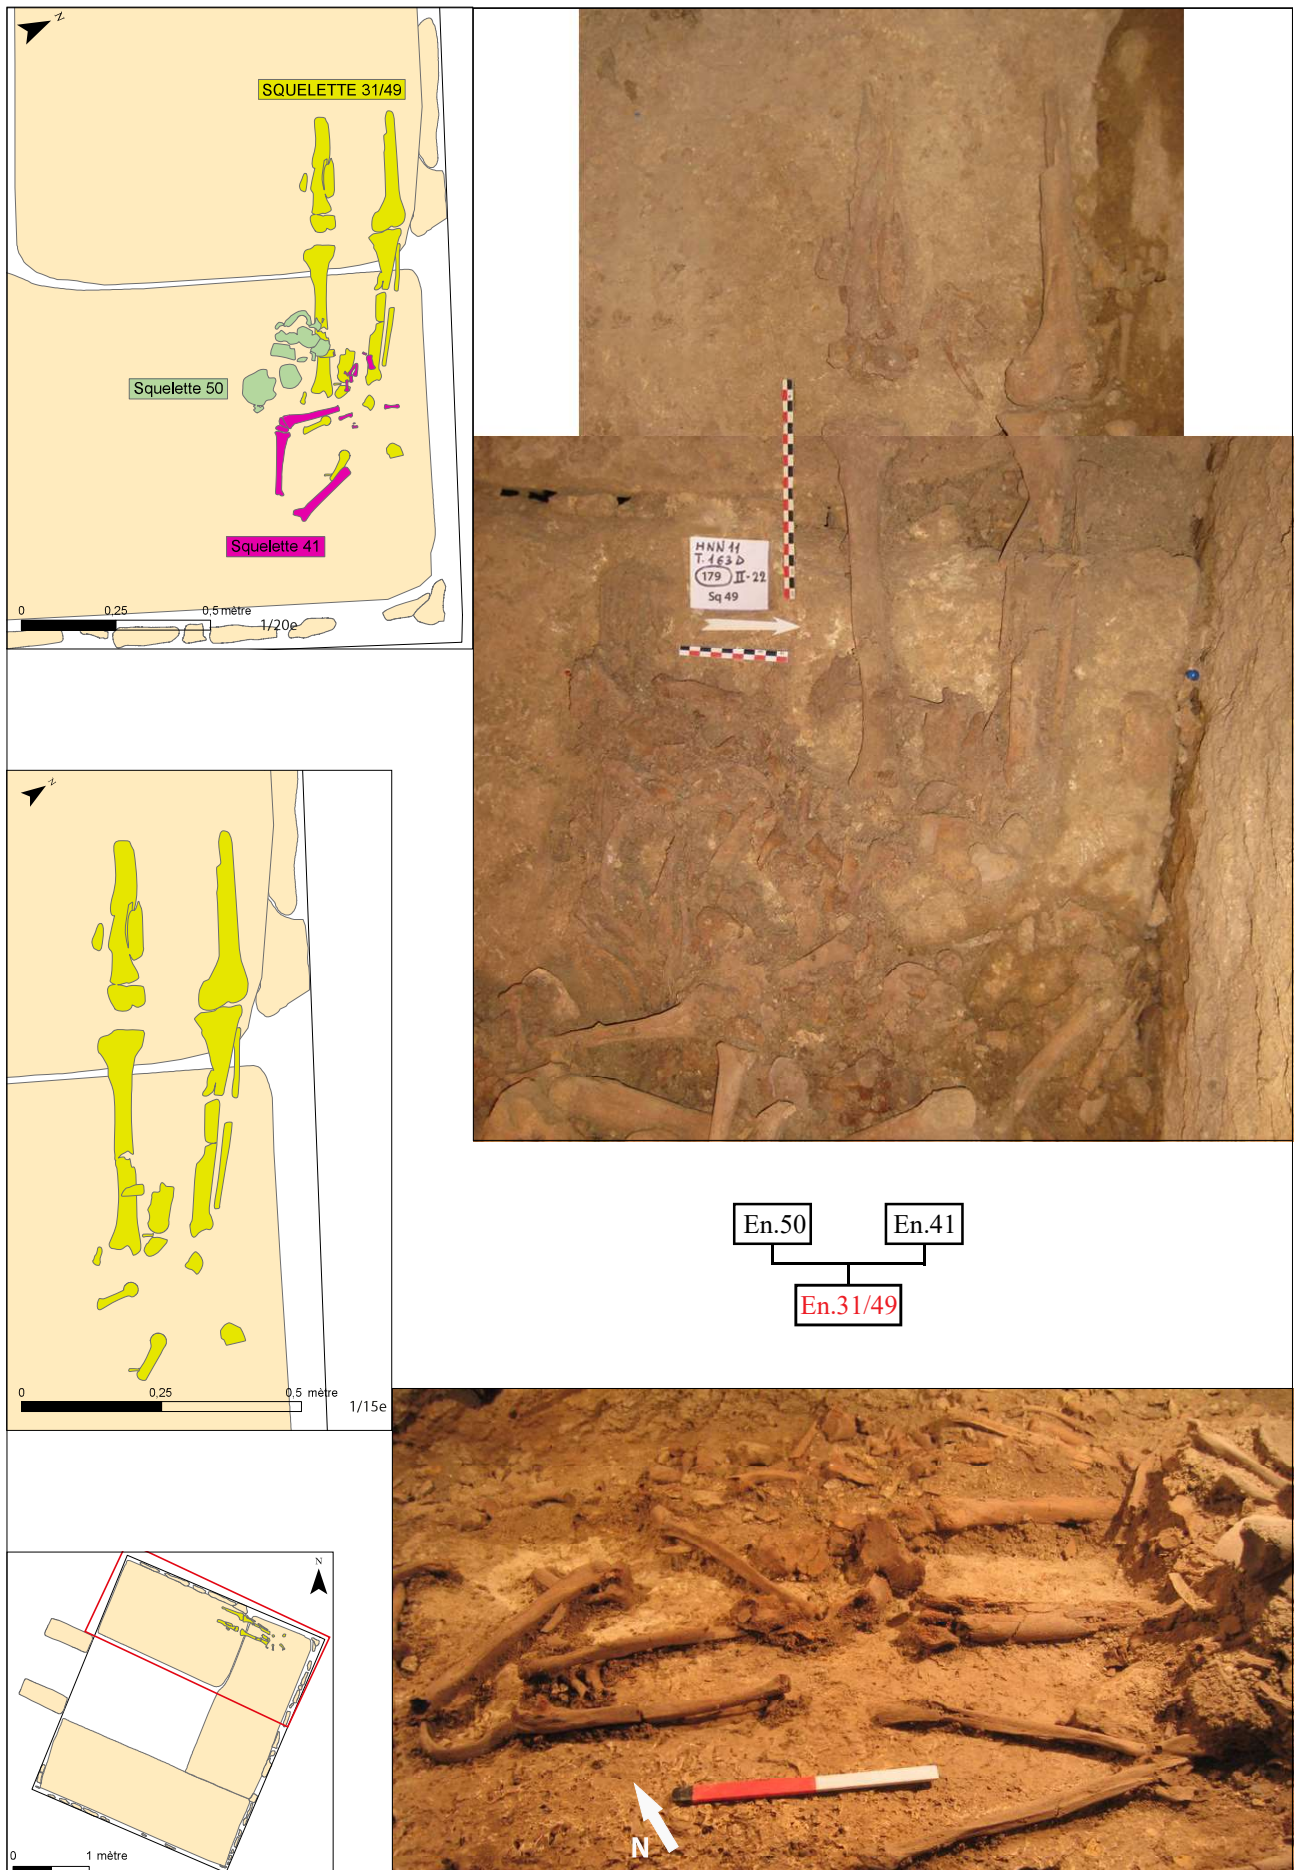 N
SQUELETTE 31/49
Squelette 50
Squelette 41
0 0,25 0,5 mètre
1/20e
HNN 11
T. 163 D
179 II-22
Sq 49
N
0 0,25 0,5 mètre
1/15e
En.50 En.41
En.31/49
N
0 1 mètre
N